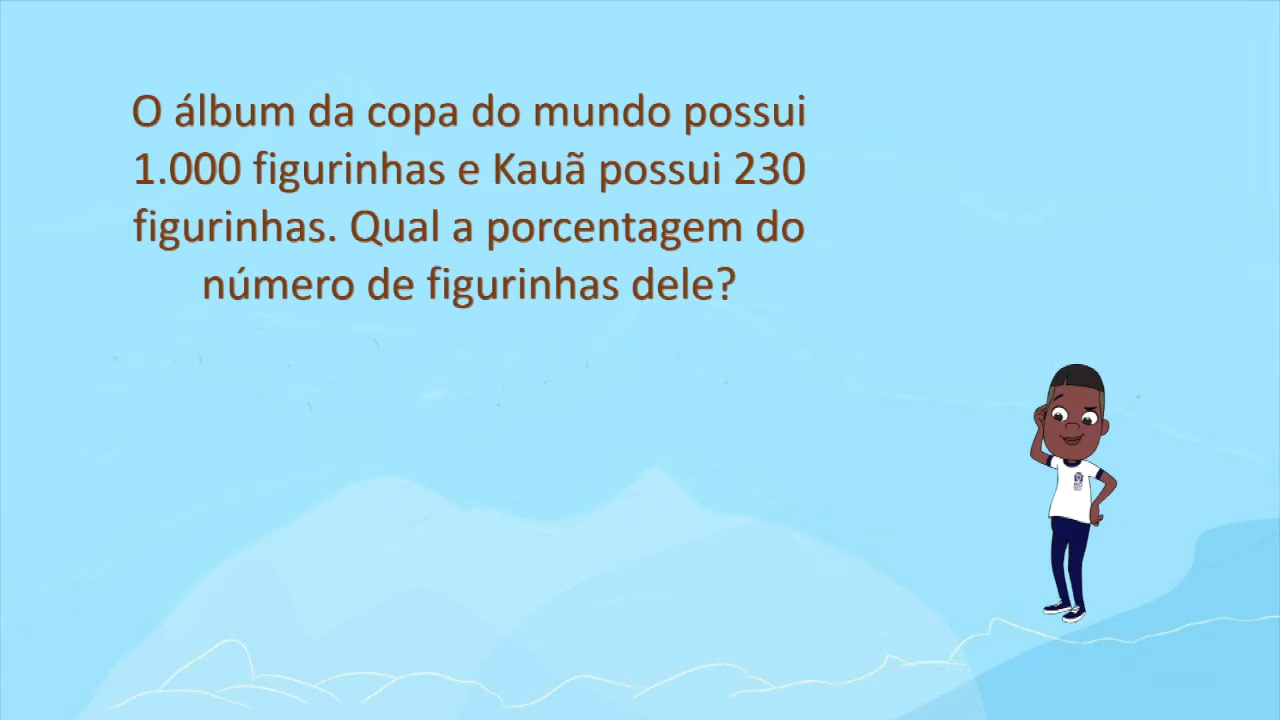 O álbum da copa do mundo possui
1.000 figurinhas e Kauã possui 230
figurinhas. Qual a porcentagem do
número de figurinhas dele?